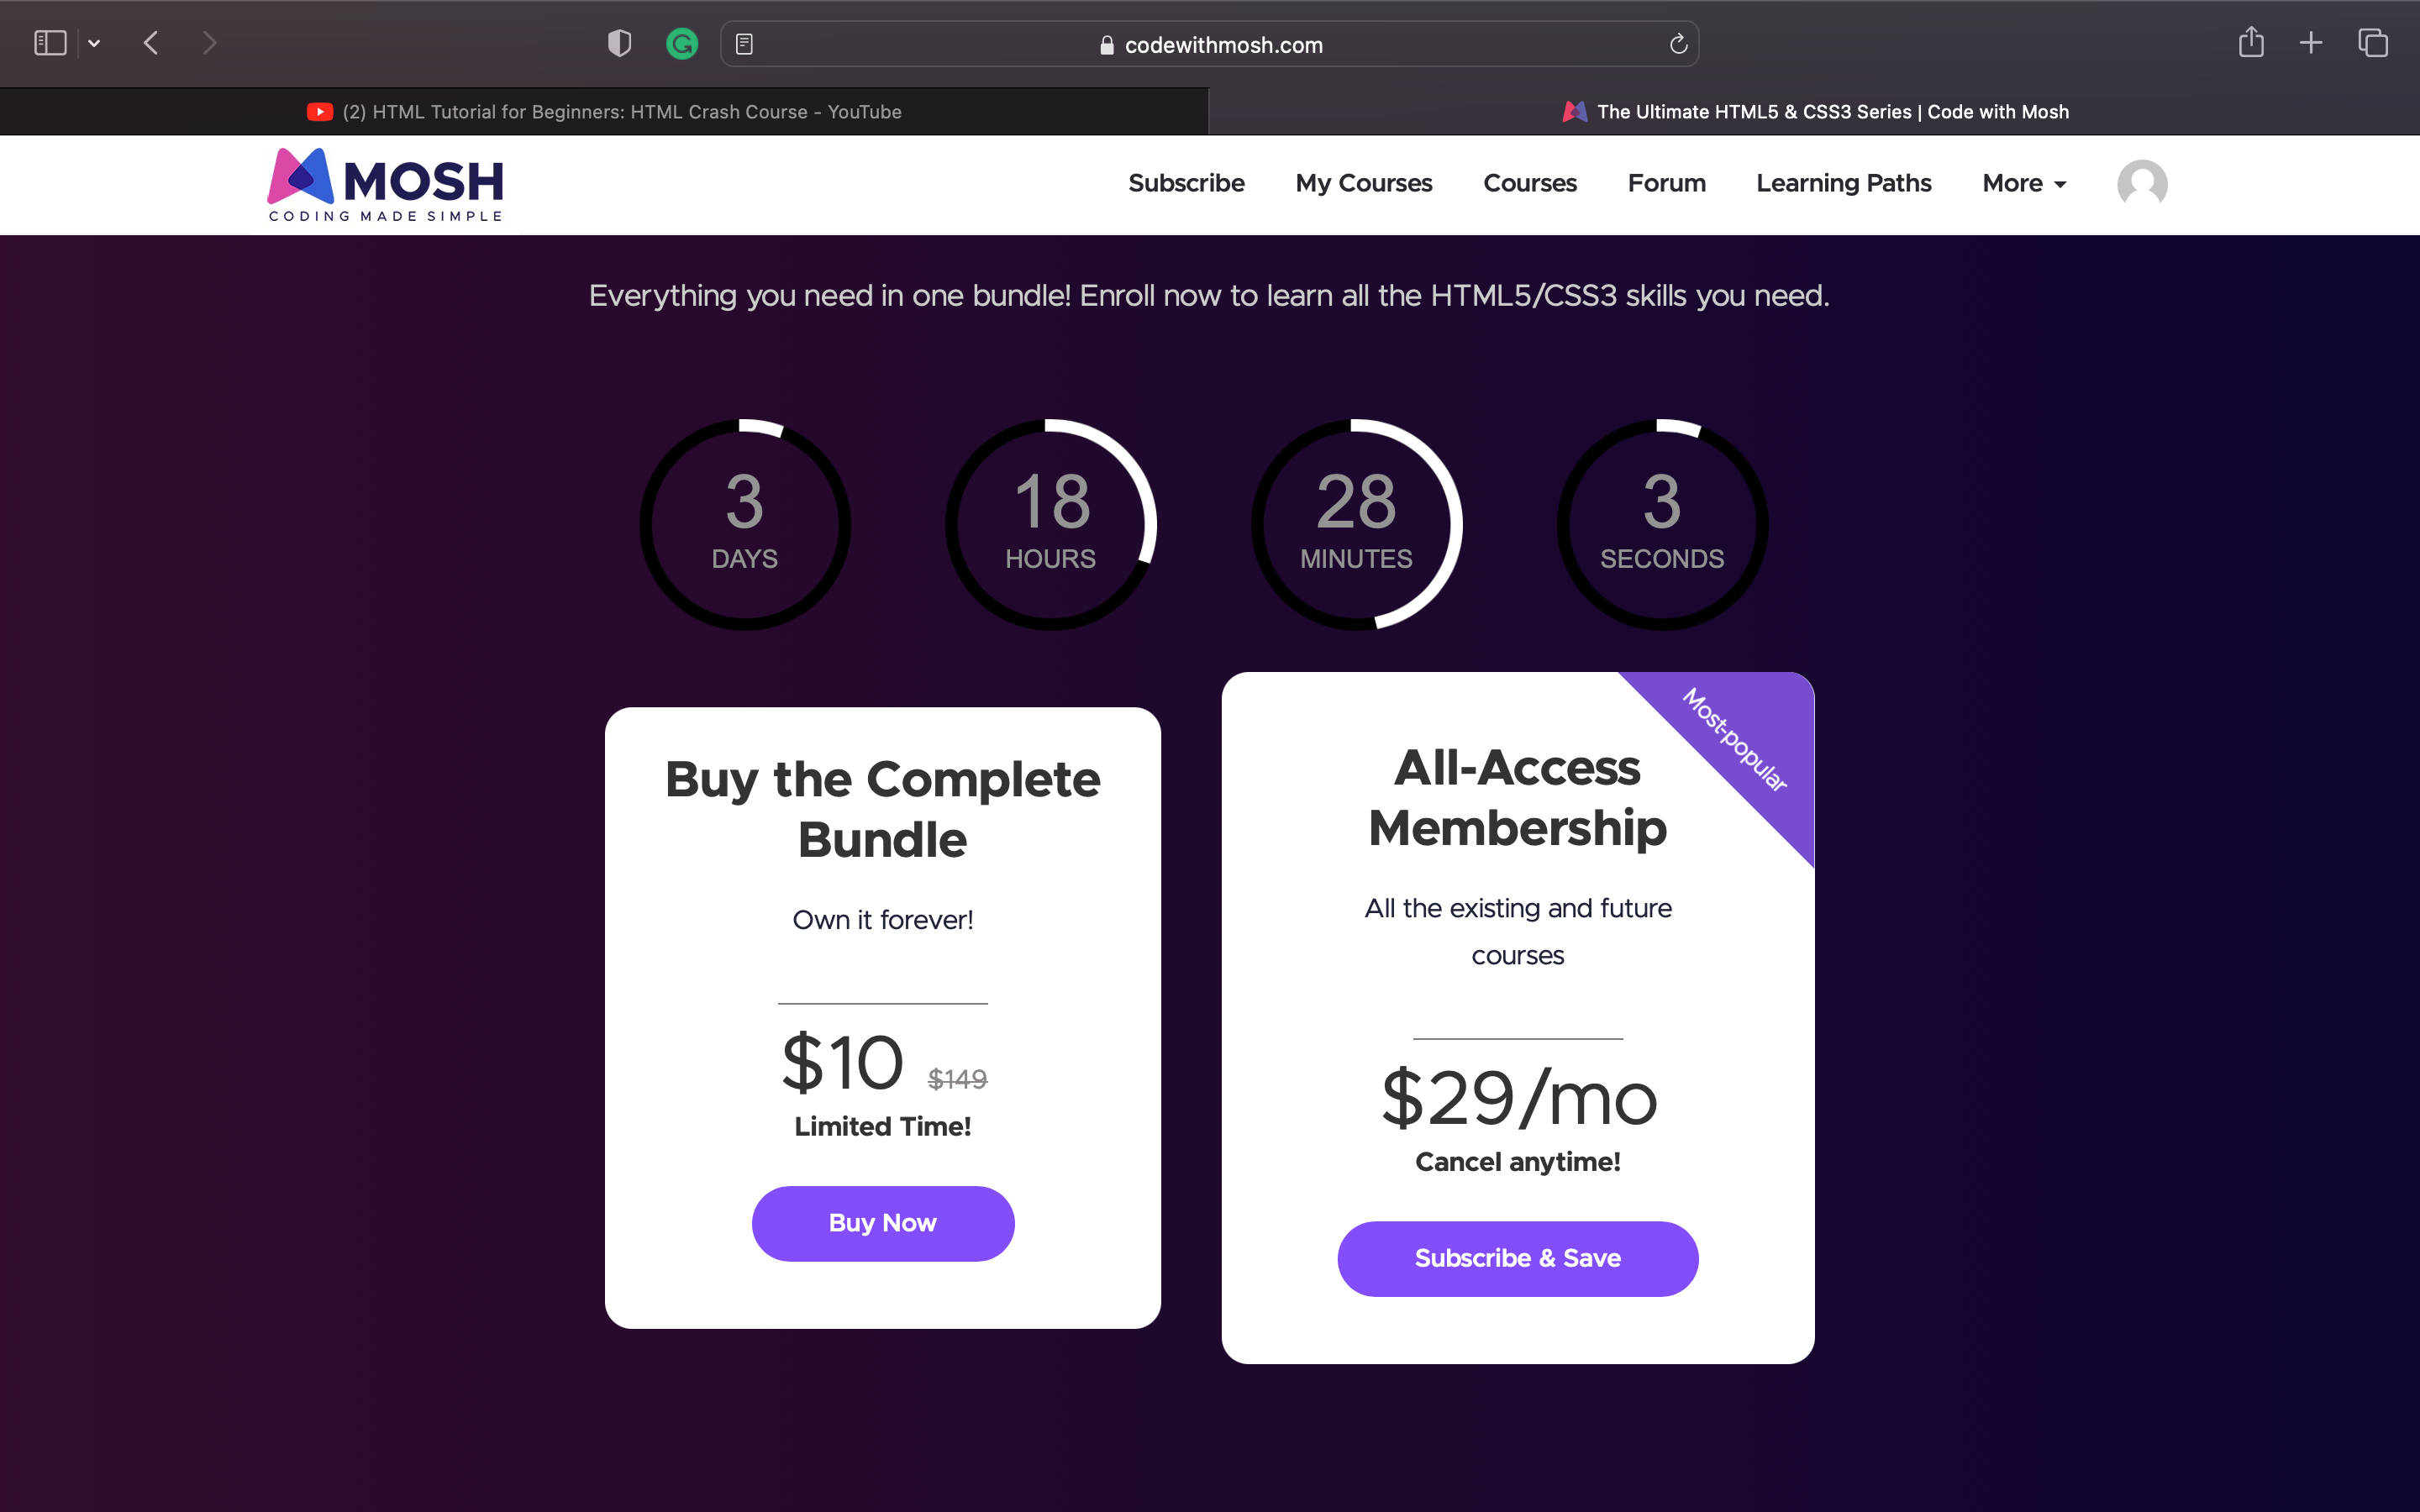 codewithmosh.com
(2) HTML Tutorial for Beginners: HTML Crash Course - YouTube
The Ultimate HTML5 & CSS3 Series | Code with Mosh
MOSH
CODING MADE SIMPLE
Subscribe
My Courses
Courses
Forum
Learning Paths
More
Everything you need in one bundle! Enroll now to learn all the HTML5/CSS3 skills you need.
3
DAYS
18
HOURS
28
MINUTES
3
SECONDS
Buy the Complete
Bundle
Own it forever!
$10 $149
Limited Time!
Buy Now
Most-popular
All-Access
Membership
All the existing and future
courses
$29/mo
Cancel anytime!
Subscribe & Save